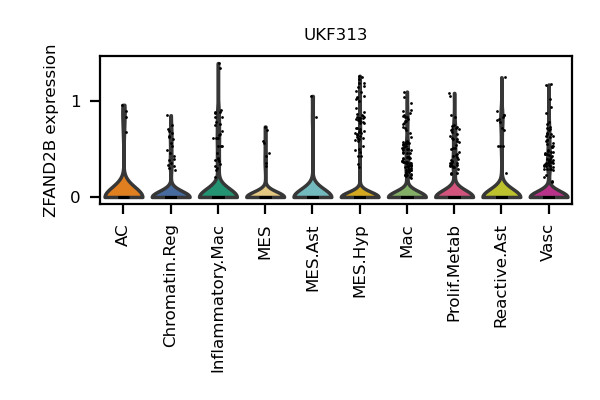 UKF313
ZFAND2B expression
1
0
AC
Chromatin.Reg
Inflammatory.Mac
MES
MES.Ast
MES.Hyp
Mac
Prolif.Metab
Reactive.Ast
Vasc